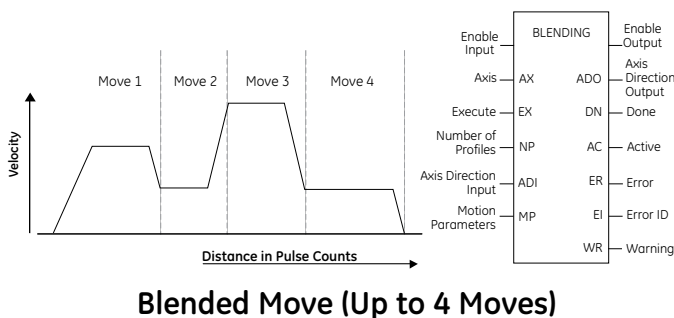 Move 1
Move 2
Move 3
Move 4
Velocity
Distance in Pulse Counts
BLENDING
Enable
Input
Enable
Output
Axis
AX
ADO
Axis
Direction
Output
Execute
EX
DN
Done
Number of
Profiles
NP
AC
Active
Axis Direction
Input
ADI
ER
Error
Motion
Parameters
MP
EI
Error ID
WR
Warning
Blended Move (Up to 4 Moves)